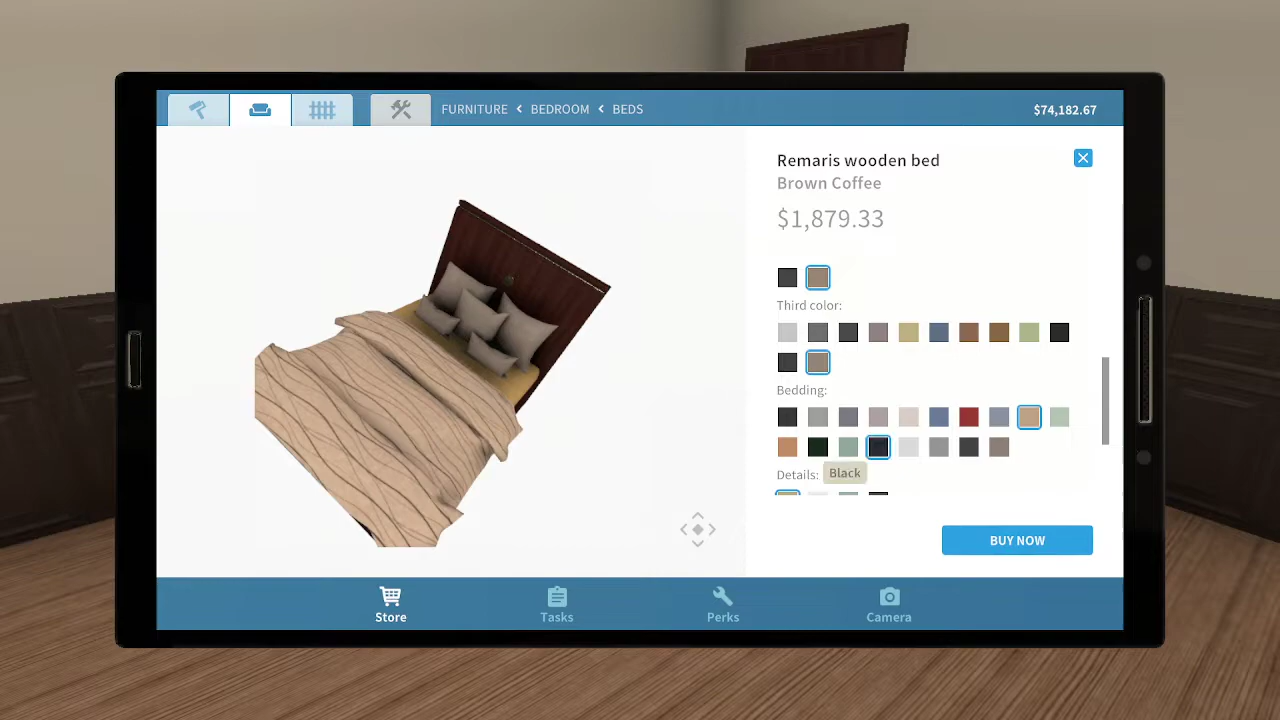 FURNITURE < BEDROOM < BEDS
$74,182.67
Remaris wooden bed
Brown Coffee
$1,879.33
Third color:
Bedding:
Details:
Black
BUY NOW
Store
Tasks
Perks
Camera